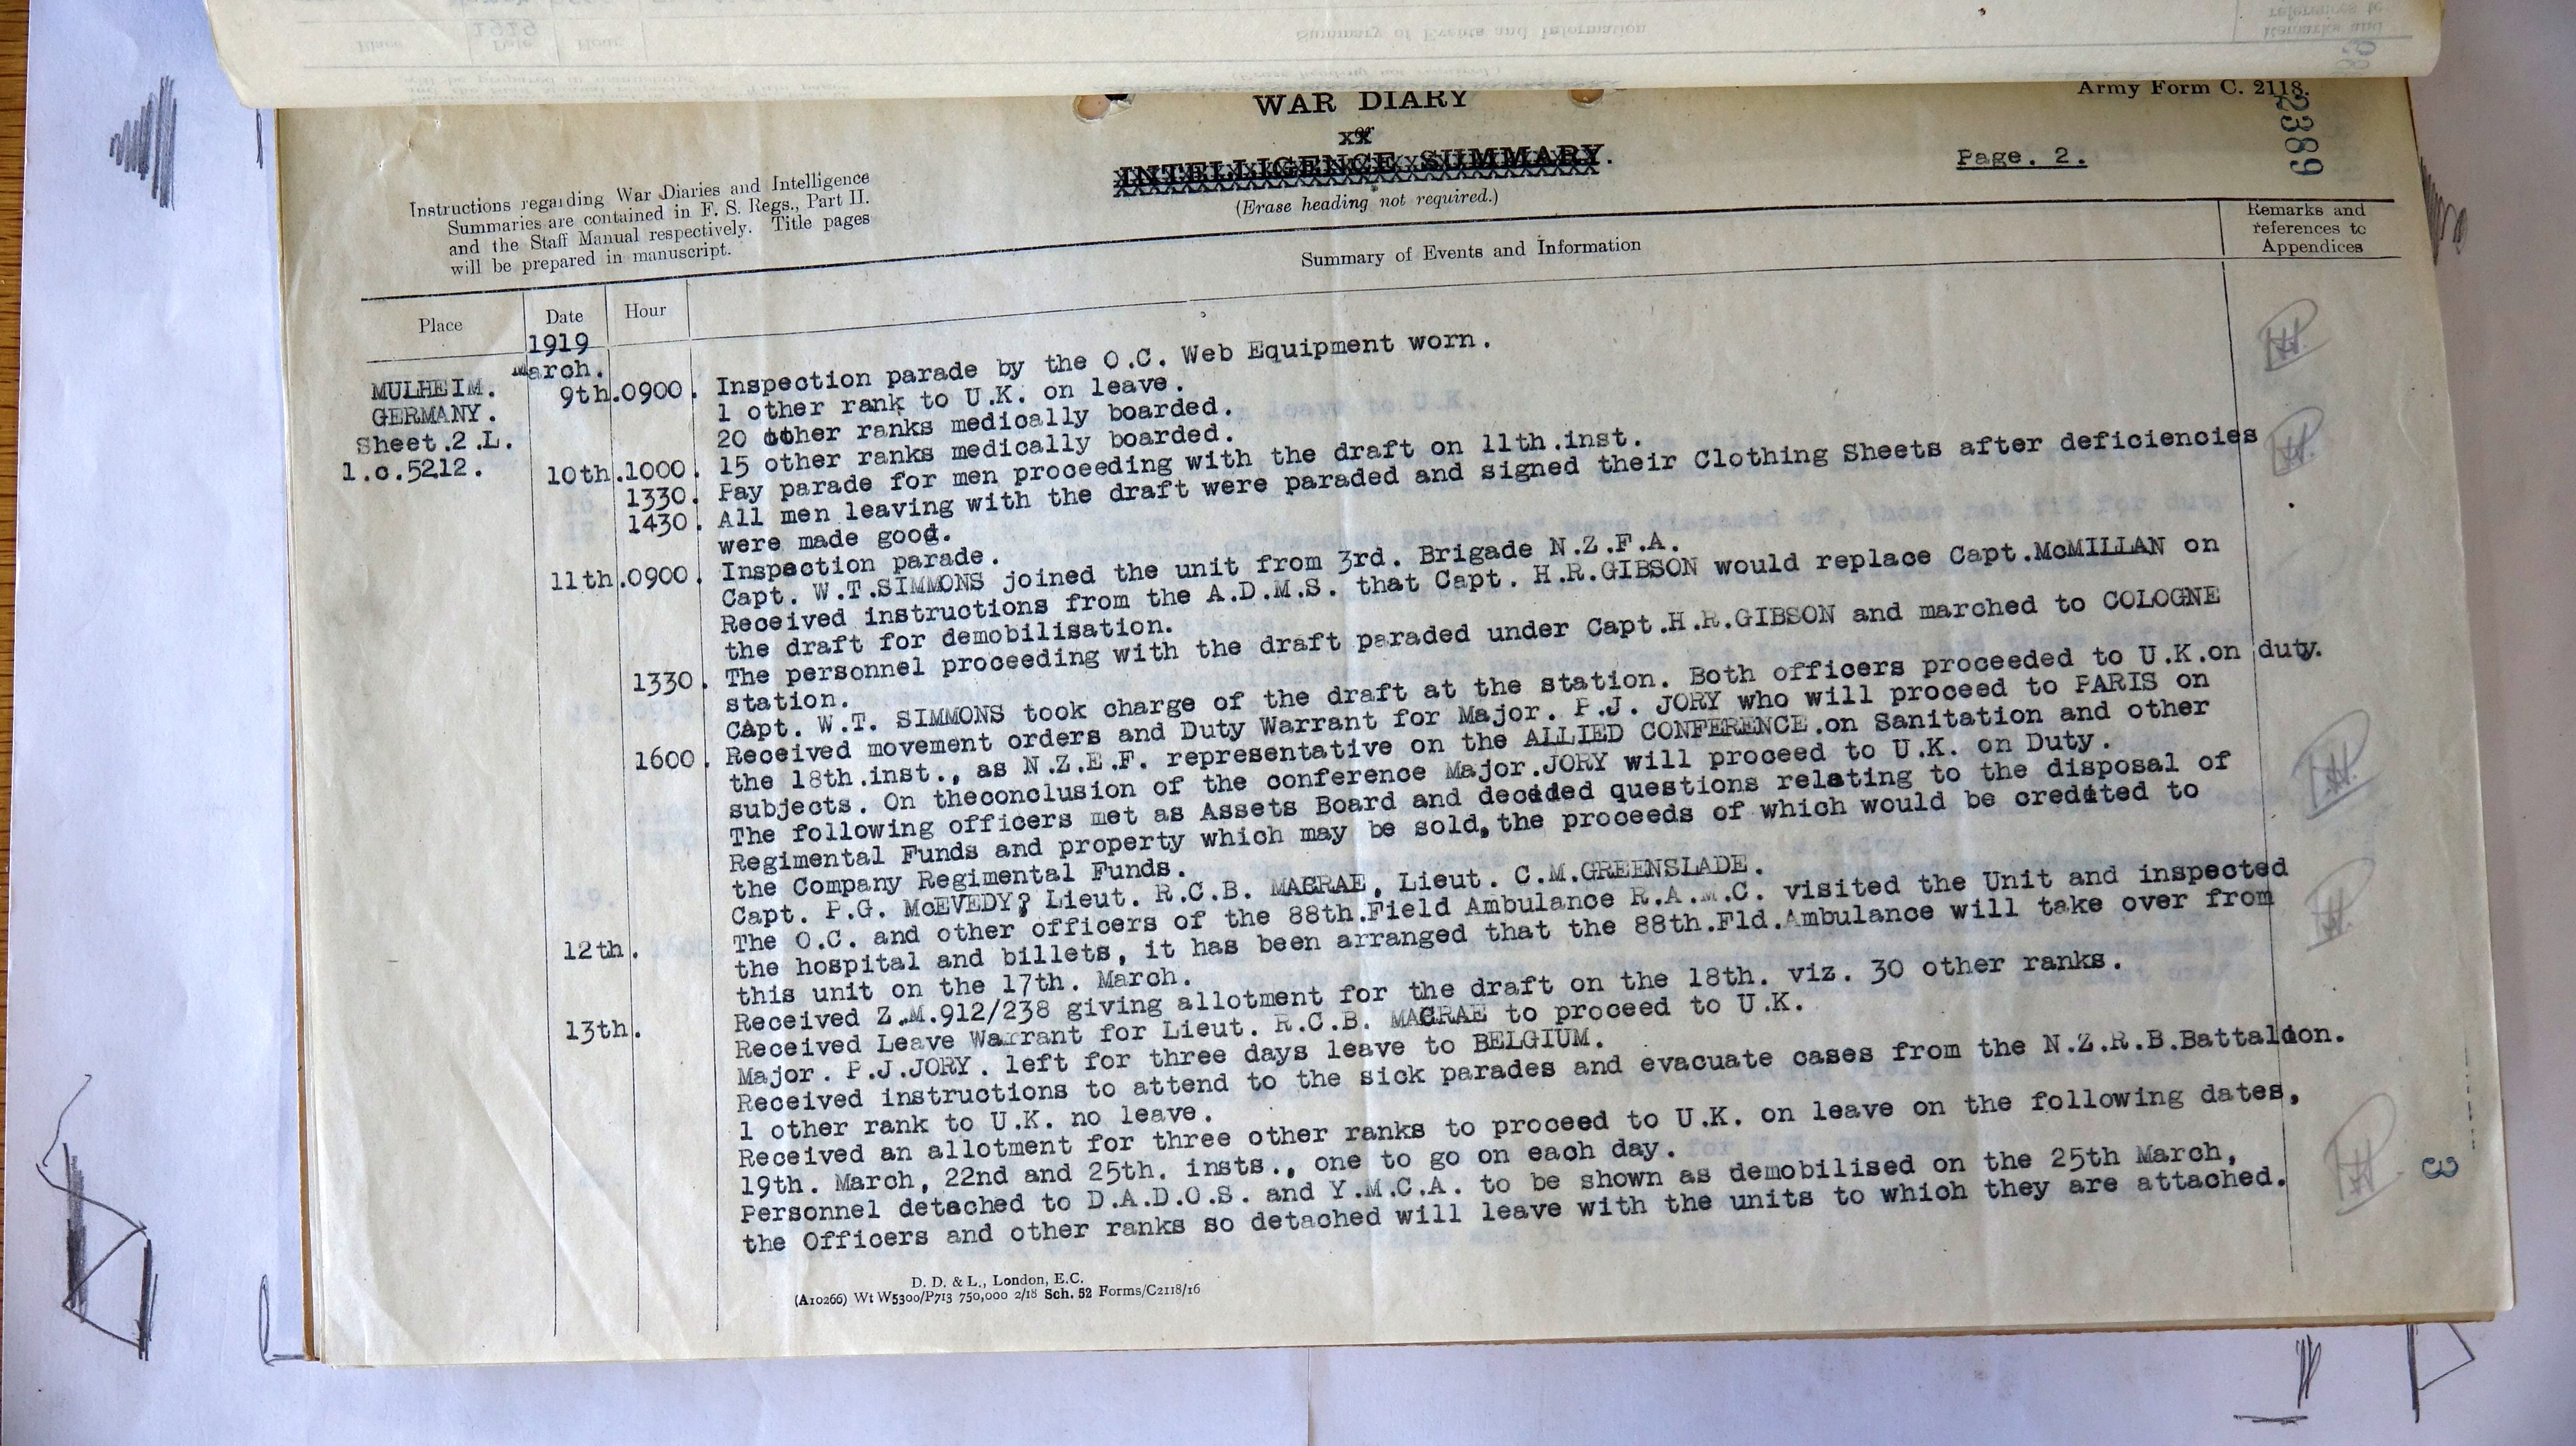 Army Form C. 2118.
WAR DIARY
or
INTELLIGENCE SUMMARY.
(Erase heading not required.)
Page. 2.
2389
Instructions regarding War Diaries and Intelligence
Summaries are contained in F. S. Regs., Part II.
and the Staff Manual respectively. Title pages
will be prepared in manuscript.
Summary of Events and Information
Remarks and
references to
Appendices
Place
Date
Hour
1919
March.
MULHEIM.
GERMANY.
Sheet.2.L.
1.c.5212.
9th.0900. Inspection parade by the O.C. Web Equipment worn.
1 other rank to U.K. on leave.
20 other ranks medically boarded.
10th.1000. 15 other ranks medically boarded.
1330. Pay parade for men proceeding with the draft on 11th.inst.
1430. All men leaving with the draft were paraded and signed their Clothing Sheets after deficiencies
were made good.
11th.0900. Inspection parade.
Capt. W.T.SIMMONS joined the unit from 3rd. Brigade N.Z.F.A.
Received instructions from the A.D.M.S. that Capt. H.R.GIBSON would replace Capt.McMILLAN on
the draft for demobilisation.
1330. The personnel proceeding with the draft paraded under Capt.H.R.GIBSON and marched to COLOGNE
station.
Capt. W.T. SIMMONS took charge of the draft at the station. Both officers proceeded to U.K.on duty.
1600. Received movement orders and Duty Warrant for Major. P.J. JORY who will proceed to PARIS on
the 18th.inst., as N.Z.E.F. representative on the ALLIED CONFERENCE.on Sanitation and other
subjects. On theconclusion of the conference Major.JORY will proceed to U.K. on Duty.
The following officers met as Assets Board and decided questions relating to the disposal of
Regimental Funds and property which may be sold, the proceeds of which would be credited to
the Company Regimental Funds.
Capt. P.G. McEVEDY? Lieut. R.C.B. MACRAE, Lieut. C.M.GREENSLADE.
12th. The O.C. and other officers of the 88th.Field Ambulance R.A.M.C. visited the Unit and inspected
the hospital and billets, it has been arranged that the 88th.Fld.Ambulance will take over from
this unit on the 17th. March.
13th. Received Z.M.912/238 giving allotment for the draft on the 18th. viz. 30 other ranks.
Received Leave Warrant for Lieut. R.C.B. MACRAE to proceed to U.K.
Major. P.J.JORY. left for three days leave to BELGIUM.
Received instructions to attend to the sick parades and evacuate cases from the N.Z.R.B.Battalion.
1 other rank to U.K. no leave.
Received an allotment for three other ranks to proceed to U.K. on leave on the following dates,
19th. March, 22nd and 25th. insts., one to go on each day.
Personnel detached to D.A.D.O.S. and Y.M.C.A. to be shown as demobilised on the 25th March,
the Officers and other ranks so detached will leave with the units to which they are attached.
3
D. D. & L., London, E.C.
(A10266) Wt W5300/P713 750,000 2/18 Sch. 52 Forms/C2118/16